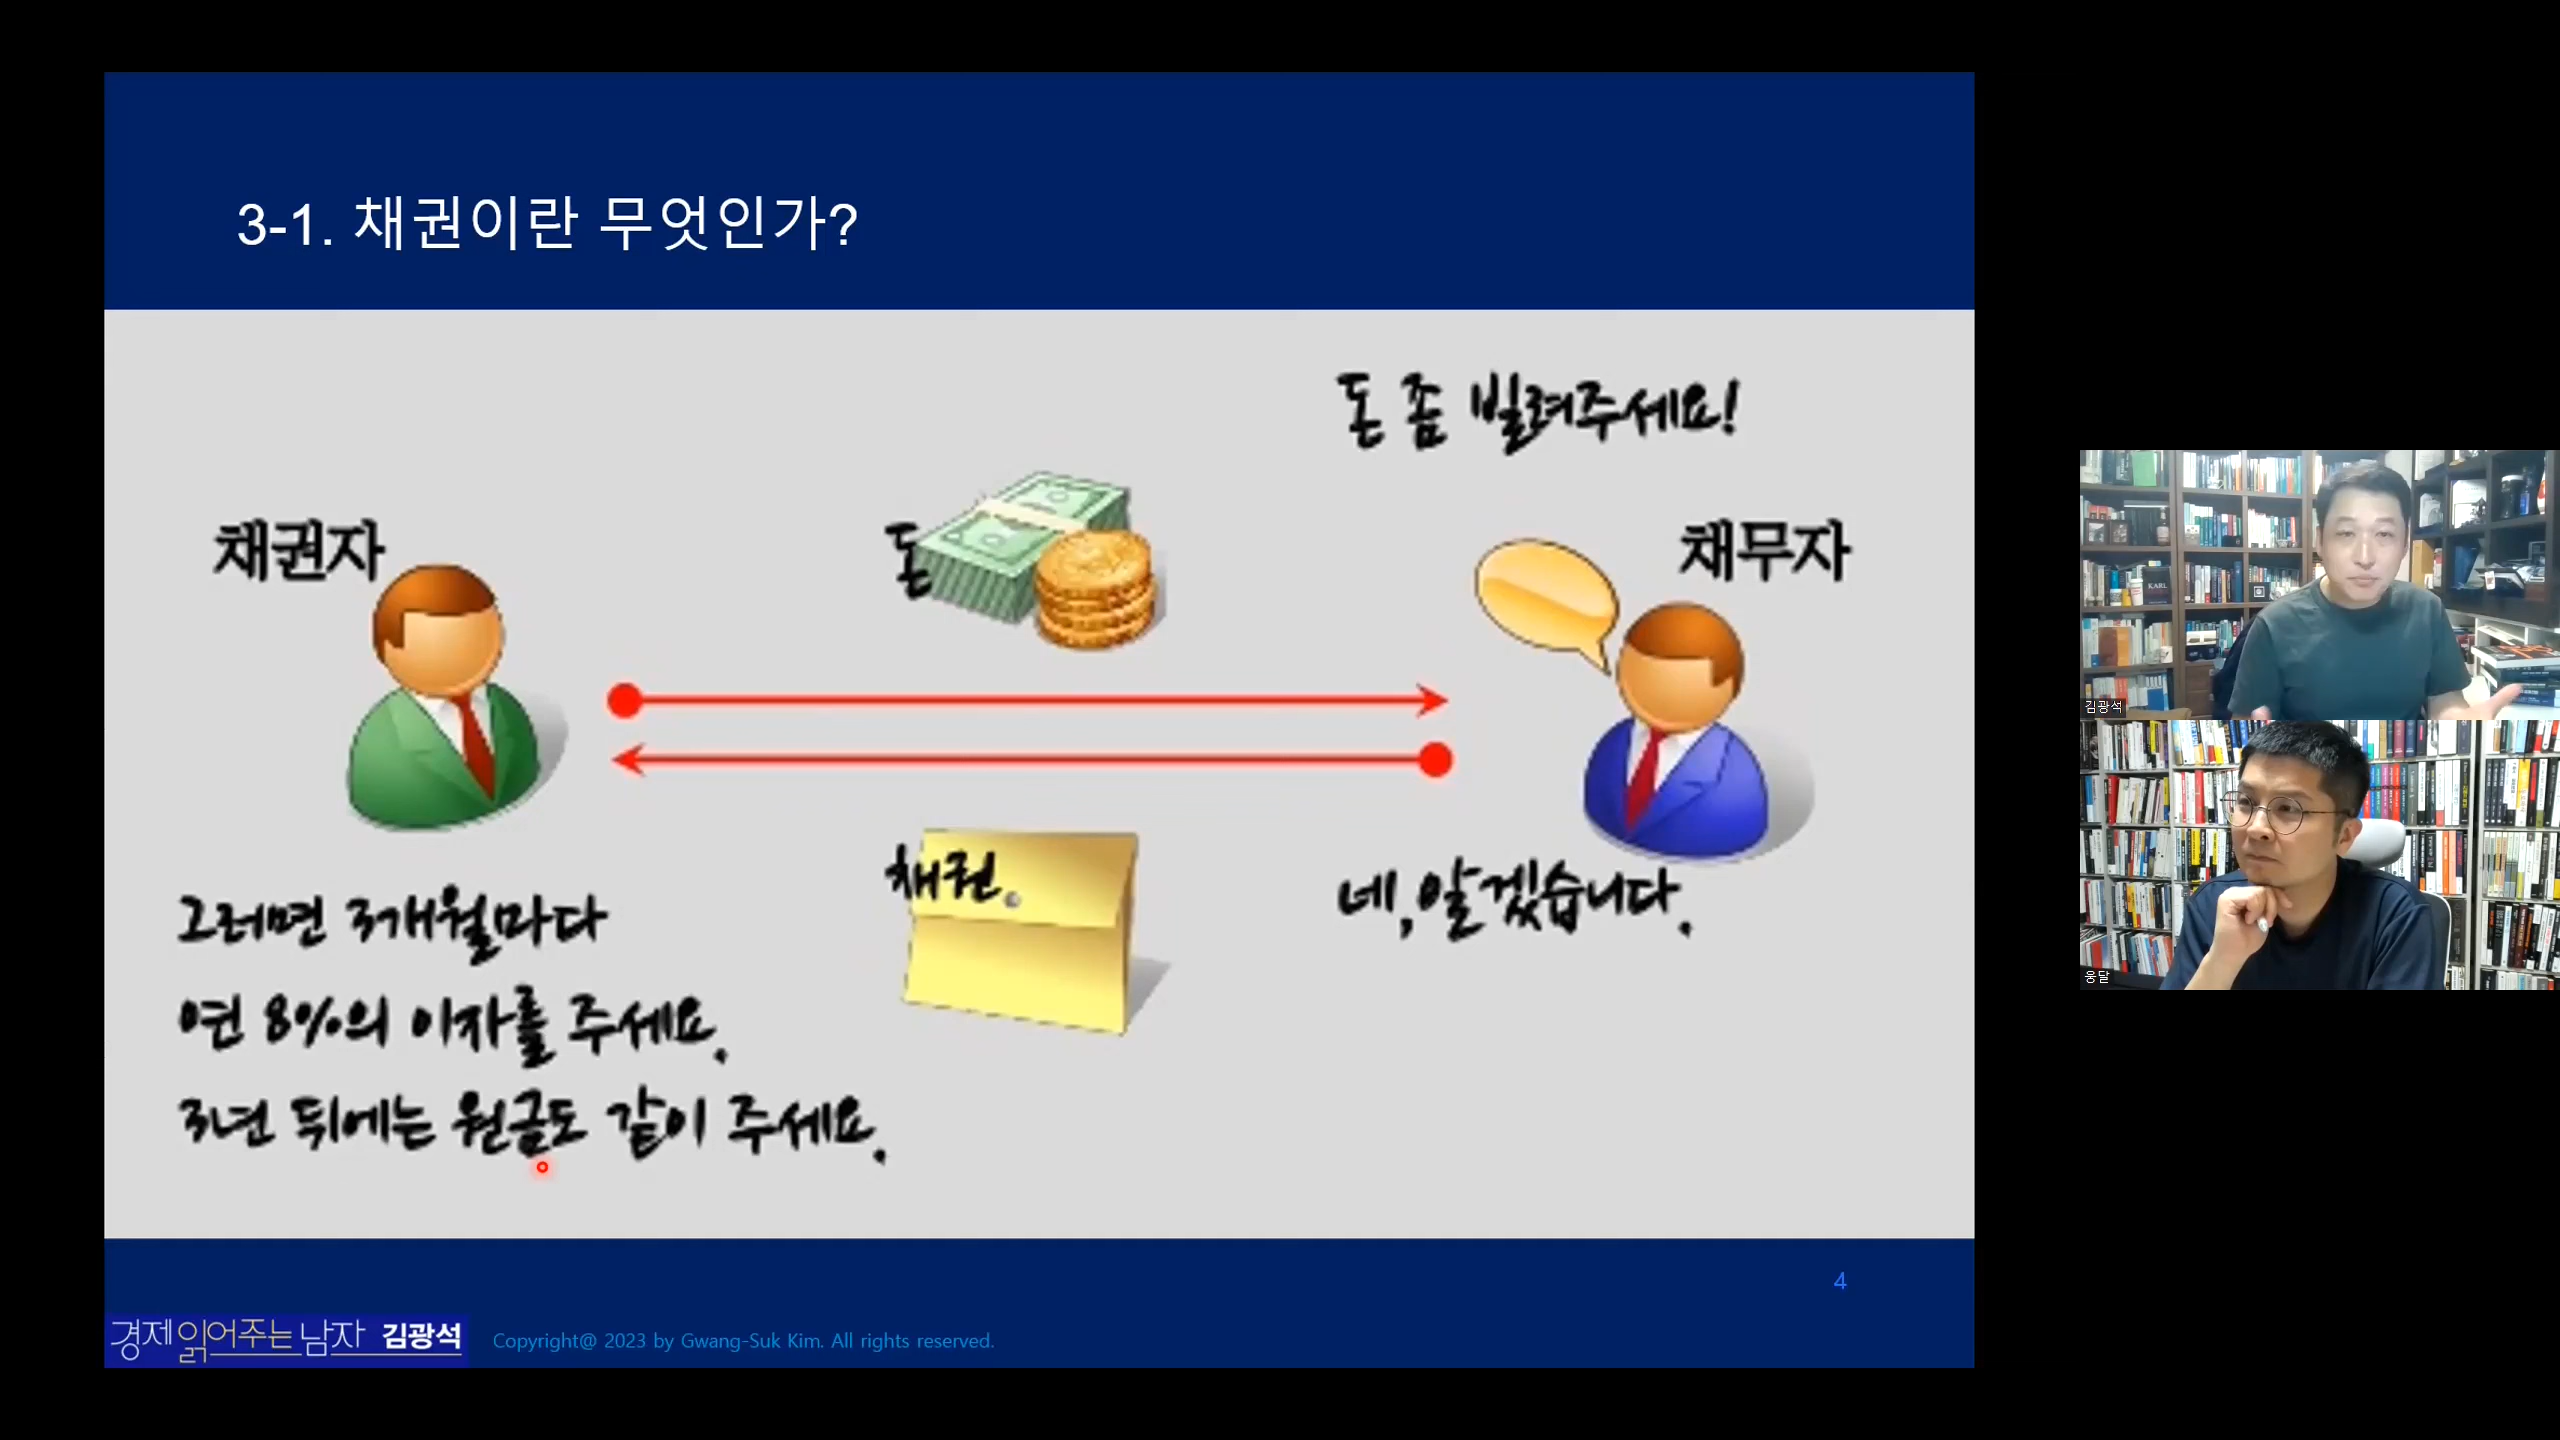 3-1. 채권이란 무엇인가?
돈 좀 빌려주세요!
채권자
돈
채무자
채권.
그러면 3개월마다
연 8%의 이자를 주세요.
3년 뒤에는 원금도 같이 주세요.
네, 알겠습니다.
4
경제 읽어주는 남자 김광석
Copyright@ 2023 by Gwang-Suk Kim. All rights reserved.
KARL
김광석
웅달